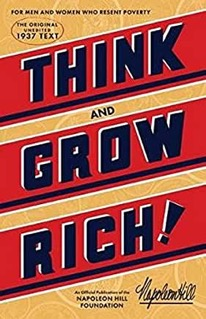 FOR MEN AND WOMEN WHO RESENT POVERTY
THE ORIGINAL
UNEDITED
1937 TEXT
THINK
AND
GROW
RICH!
An Official Publication of the
NAPOLEON HILL
FOUNDATION
Napoleon Hill